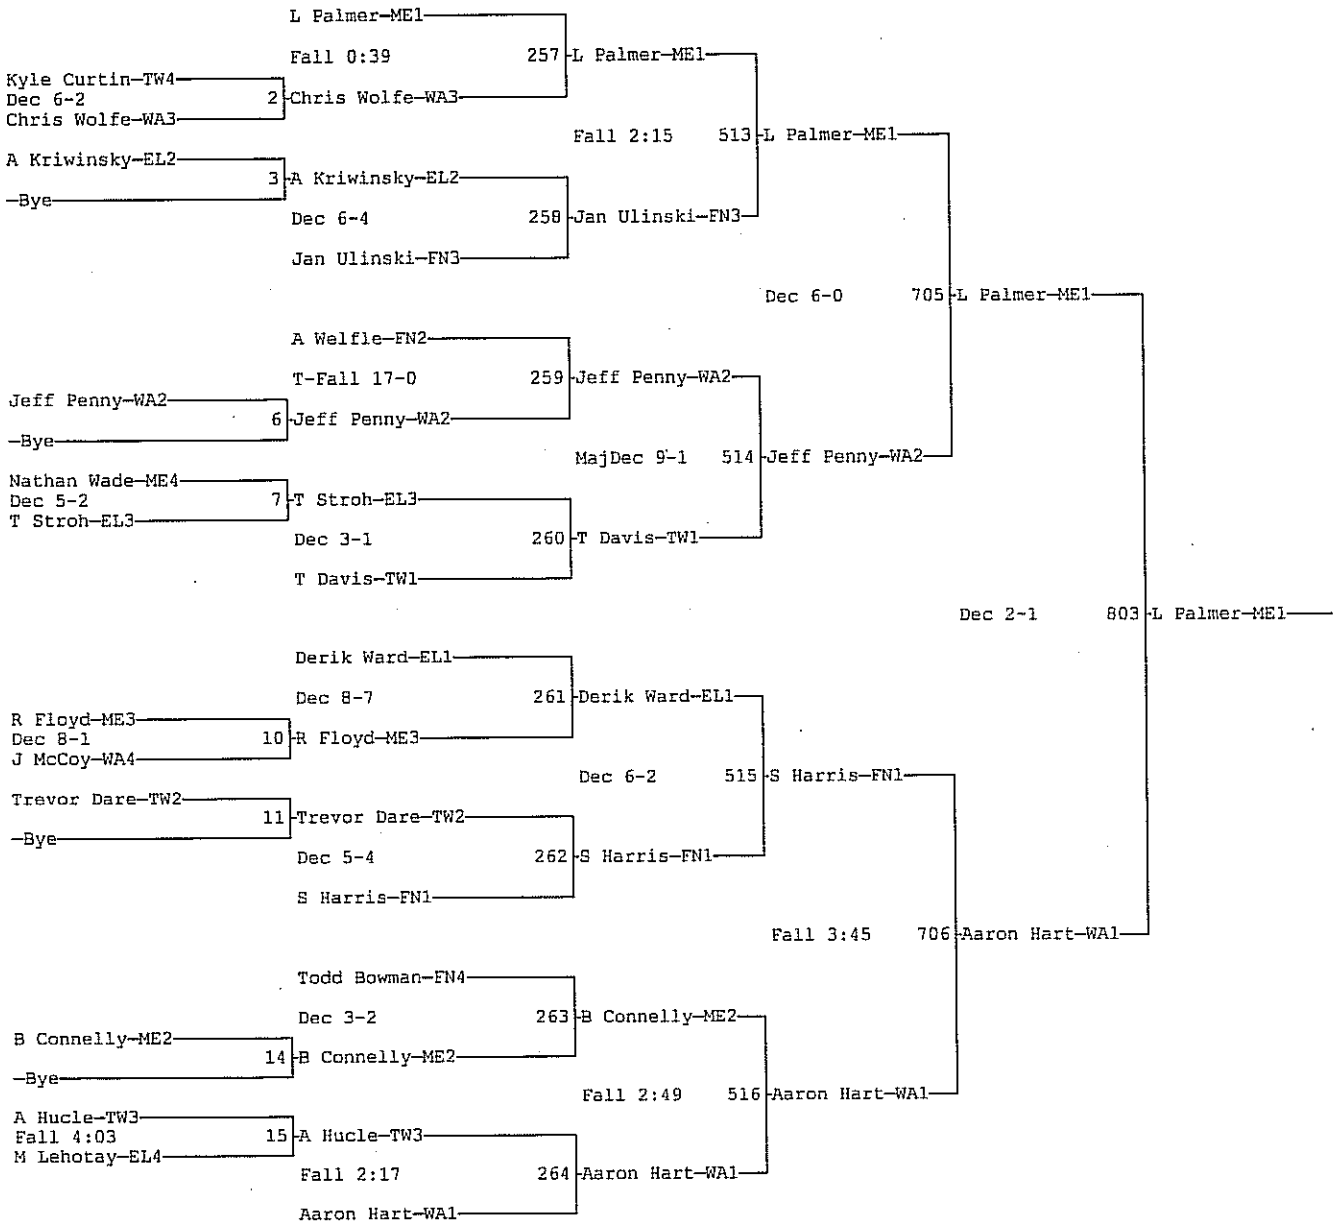 L Palmer—ME1
Fall 0:39 257 L Palmer—ME1
Kyle Curtin—TW4
Dec 6-2 2 Chris Wolfe—WA3
Chris Wolfe—WA3
Fall 2:15 513 L Palmer—ME1
A Kriwinsky—EL2
3 A Kriwinsky—EL2
—Bye
Dec 6-4 258 Jan Ulinski—FN3
Jan Ulinski—FN3
Dec 6-0 705 L Palmer—ME1
A Welfle—FN2
T-Fall 17-0 259 Jeff Penny—WA2
Jeff Penny—WA2
6 Jeff Penny—WA2
—Bye
MajDec 9-1 514 Jeff Penny—WA2
Nathan Wade—ME4
Dec 5-2 7 T Stroh—EL3
T Stroh—EL3
Dec 3-1 260 T Davis—TW1
T Davis—TW1
Dec 2-1 803 L Palmer—ME1
Derik Ward—EL1
Dec 8-7 261 Derik Ward—EL1
R Floyd—ME3
Dec 8-1 10 R Floyd—ME3
J McCoy—WA4
Dec 6-2 515 S Harris—FN1
Trevor Dare—TW2
11 Trevor Dare—TW2
—Bye
Dec 5-4 262 S Harris—FN1
S Harris—FN1
Fall 3:45 706 Aaron Hart—WA1
Todd Bowman—FN4
Dec 3-2 263 B Connelly—ME2
B Connelly—ME2
14 B Connelly—ME2
—Bye
Fall 2:49 516 Aaron Hart—WA1
A Hucle—TW3
Fall 4:03 15 A Hucle—TW3
M Lehotay—EL4
Fall 2:17 264 Aaron Hart—WA1
Aaron Hart—WA1